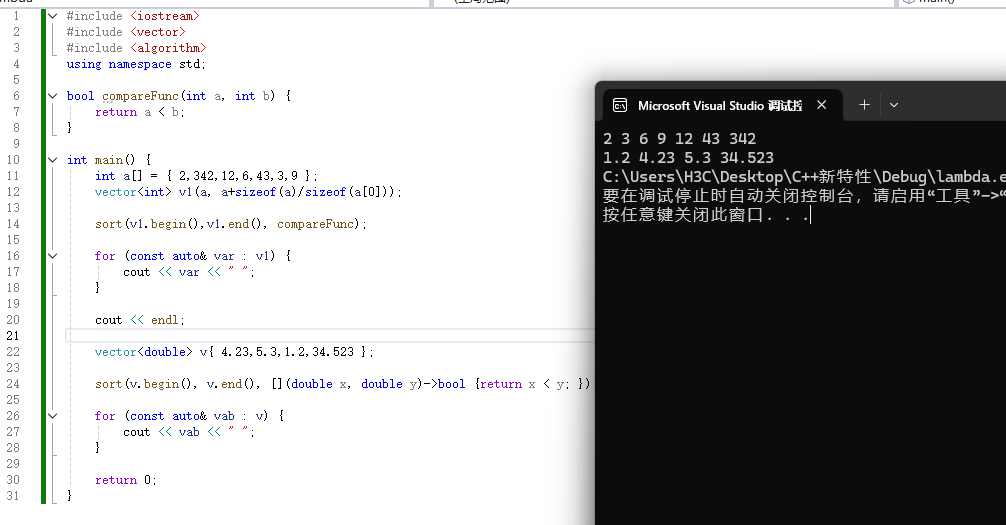 (全局范围)
main()
1 #include <iostream>
2 #include <vector>
3 #include <algorithm>
4 using namespace std;
5
6 bool compareFunc(int a, int b) {
7 return a < b;
8 }
9
10 int main() {
11 int a[] = { 2,342,12,6,43,3,9 };
12 vector<int> v1(a, a+sizeof(a)/sizeof(a[0]));
13
14 sort(v1.begin(),v1.end(), compareFunc);
15
16 for (const auto& var : v1) {
17 cout << var << " ";
18 }
19
20 cout << endl;
21
22 vector<double> v{ 4.23,5.3,1.2,34.523 };
23
24 sort(v.begin(), v.end(), [](double x, double y)->bool {return x < y; })
25
26 for (const auto& vab : v) {
27 cout << vab << " ";
28 }
29
30 return 0;
31 }
Microsoft Visual Studio 调试控
2 3 6 9 12 43 342
1.2 4.23 5.3 34.523
C:\Users\H3C\Desktop\C++新特性\Debug\lambda.e
要在调试停止时自动关闭控制台，请启用“工具”->“
按任意键关闭此窗口. . .